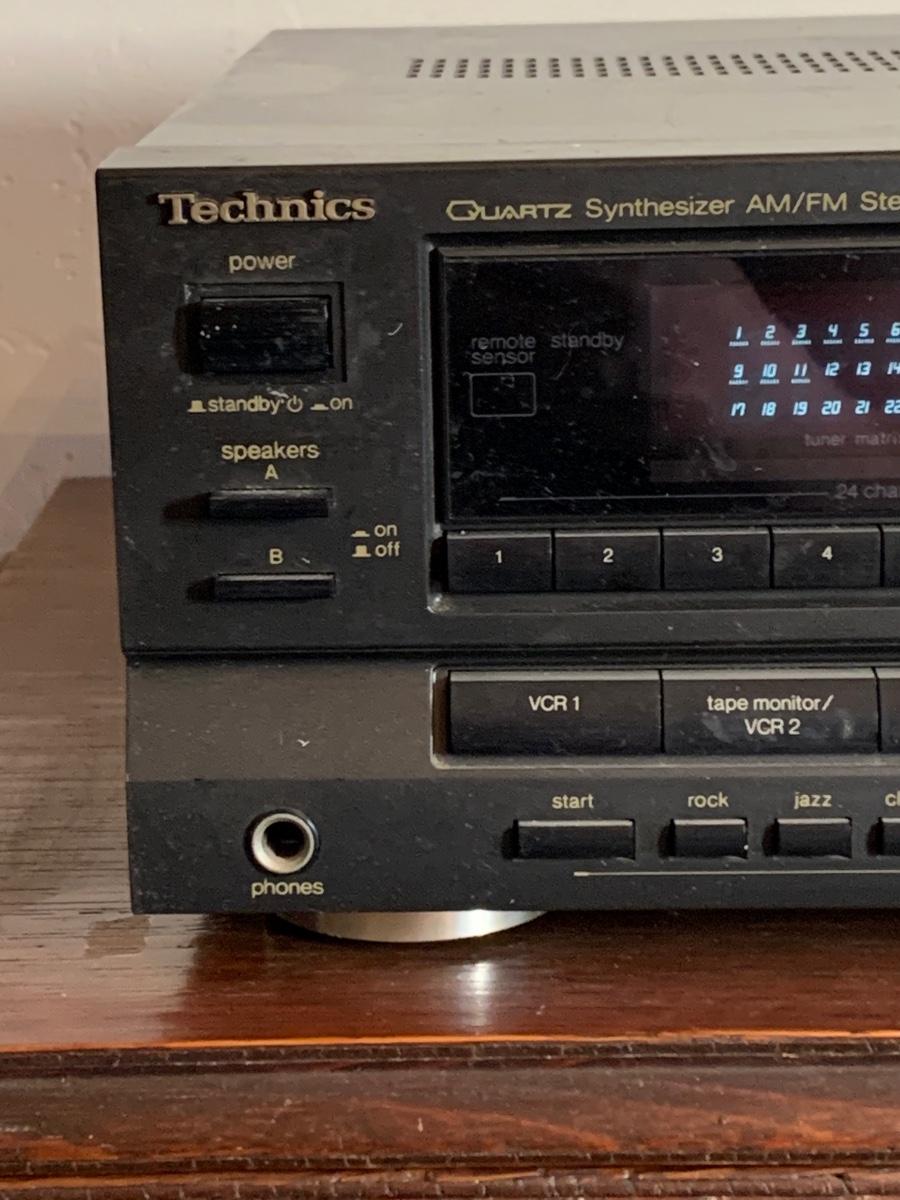 Technics
QUARTZ Synthesizer AM/FM Ste
power
remote standby
sensor
1 2 3 4 5 6
9 10 11 12 13 14
17 18 19 20 21 22
tuner matri
24 cha
standby on
speakers
A
on
off
B
1 2 3 4
VCR 1
tape monitor/
VCR 2
start rock jazz cl
phones